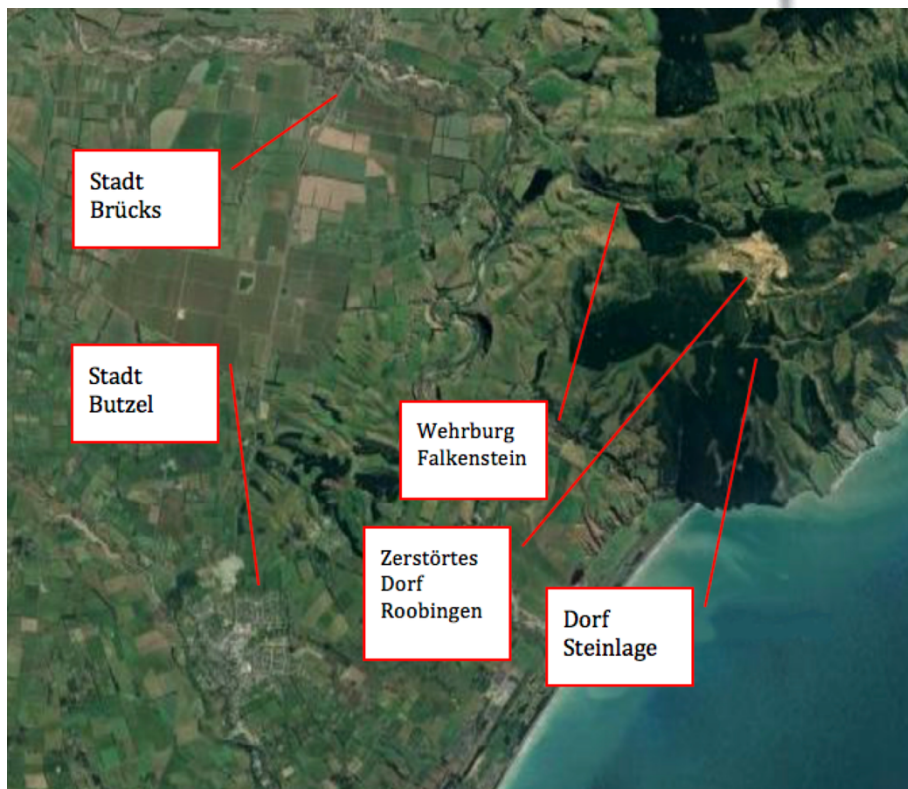 Stadt
Brücks
Stadt
Butzel
Wehrburg
Falkenstein
Zerstörtes
Dorf
Roobingen
Dorf
Steinlage